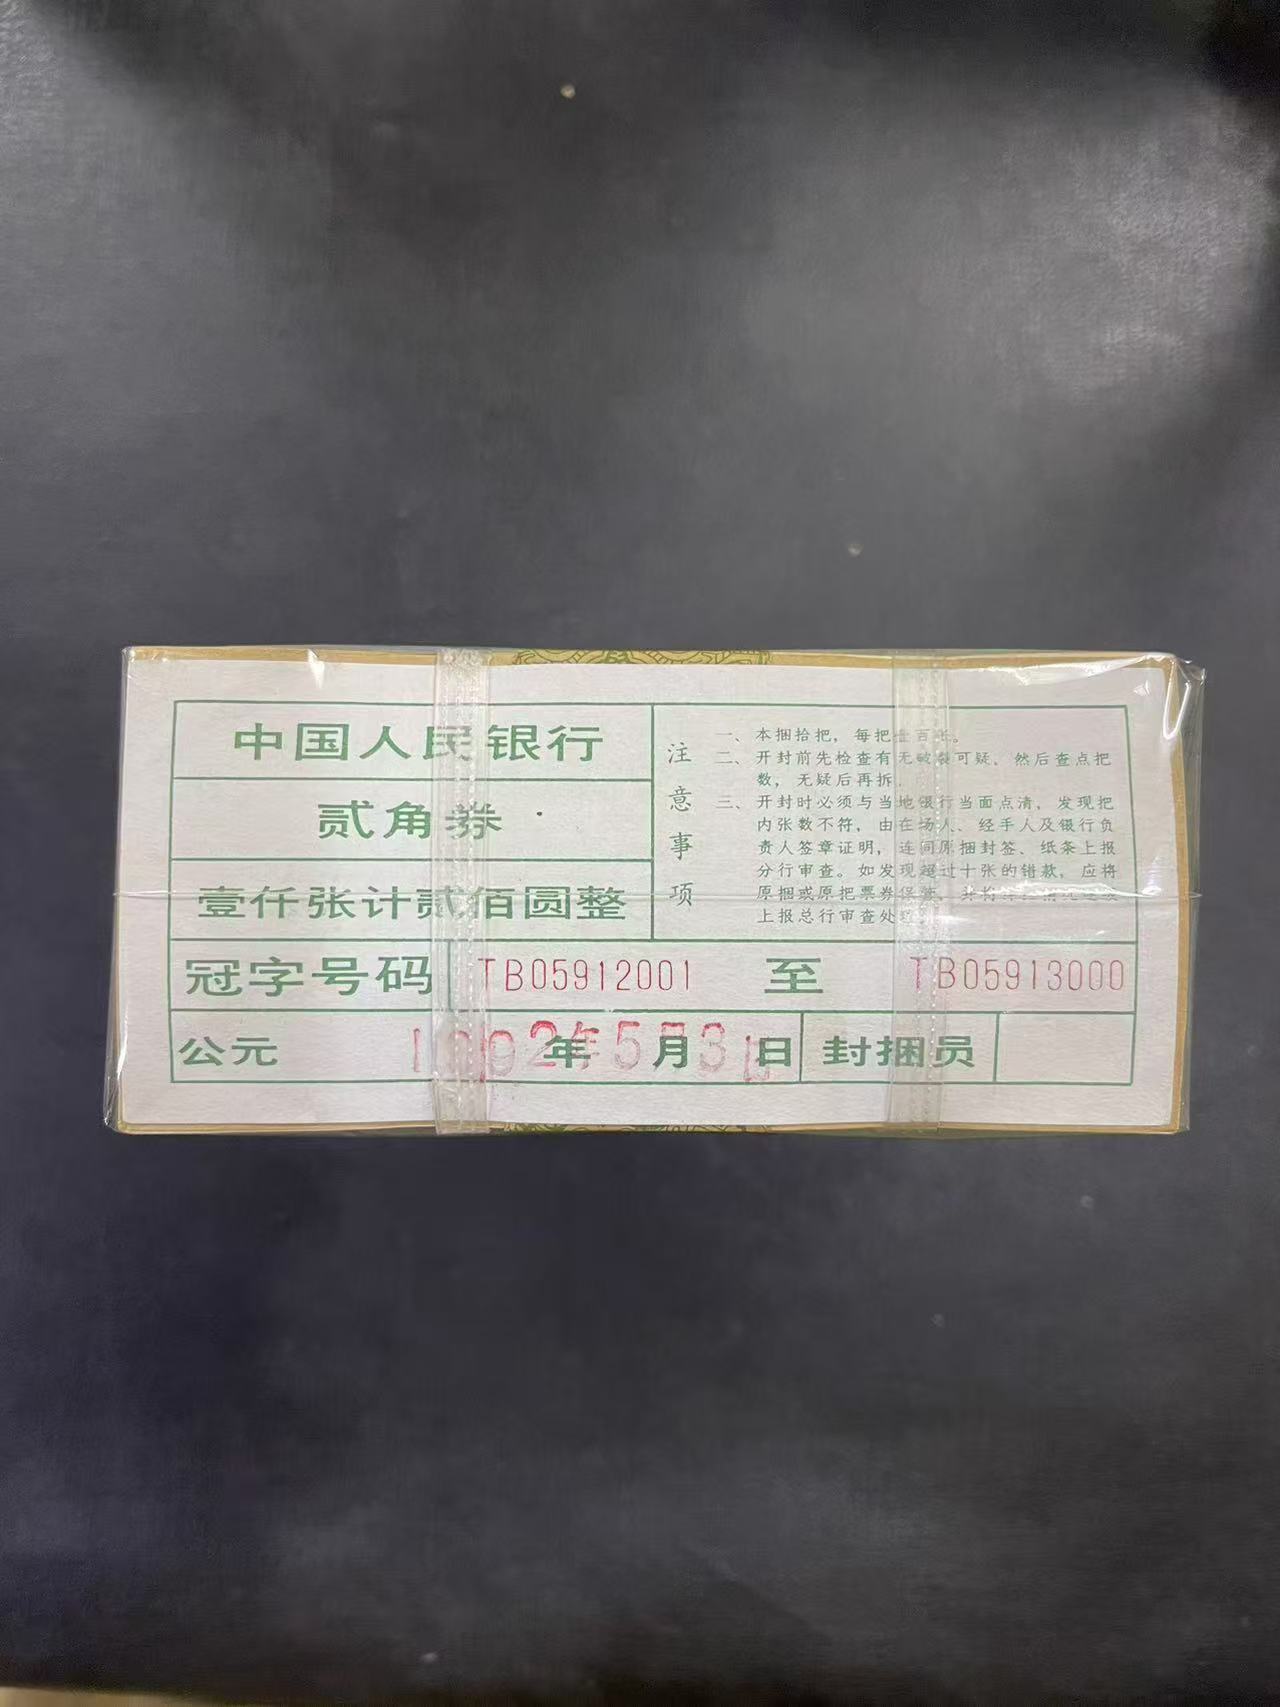 中国人民银行
贰角券
壹仟张计贰佰圆整
注意事项
一、本捆拾把，每把壹百张。
二、开封前先检查有无破裂可疑、然后查点把
数，无疑后再拆。
三、开封时必须与当地银行当面点清，发现把
内张数不符，由在场人、经手人及银行负
责人签章证明，连同原捆封签、纸条上报
分行审查。如发现超过十张的错款，应将
原捆或原把票券保
上报总行审查处
冠字号码 TB05912001 至 TB05913000
公元 1992年5月3日 封捆员